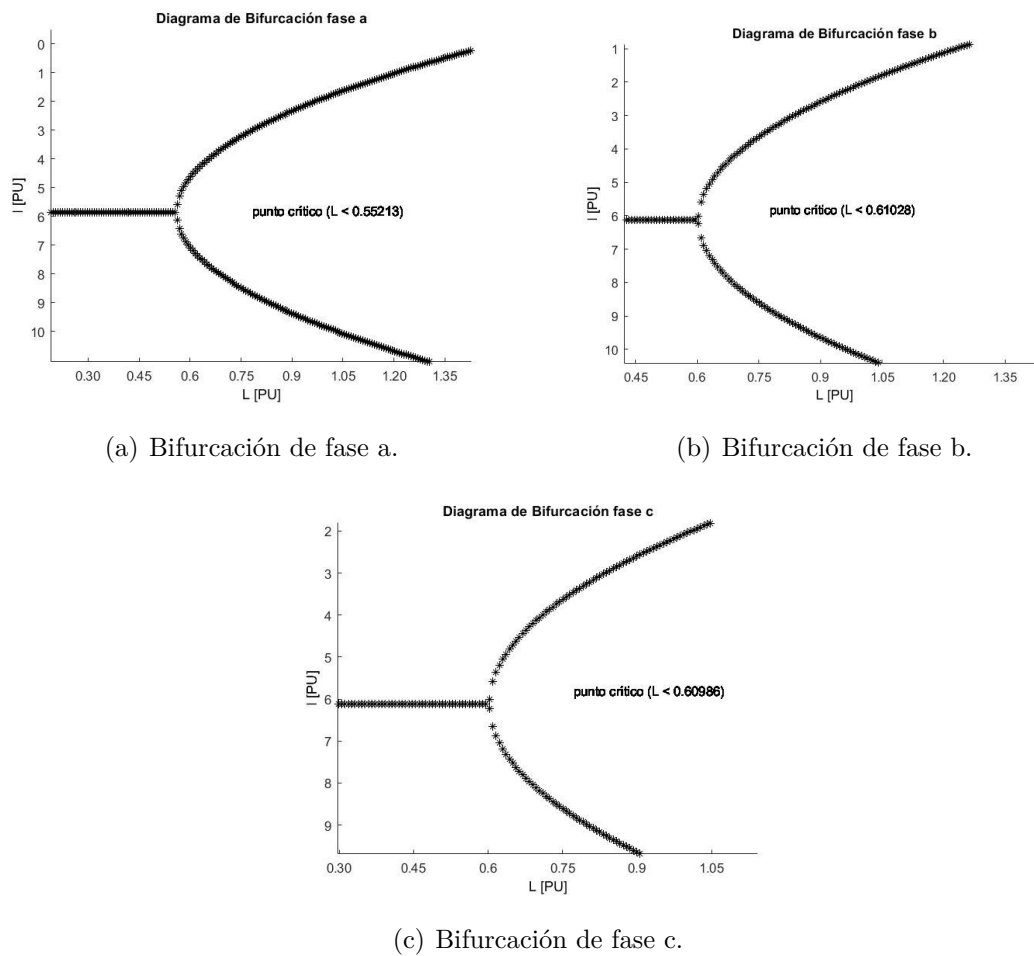 Diagrama de Bifurcación fase a
0
1
2
3
4
5
6
7
8
9
10
I [PU]
punto crítico (L < 0.55213)
0.30 0.45 0.6 0.75 0.9 1.05 1.20 1.35
L [PU]
(a) Bifurcación de fase a.
Diagrama de Bifurcación fase b
1
2
3
4
5
6
7
8
9
10
I [PU]
punto crítico (L < 0.61028)
0.45 0.6 0.75 0.9 1.05 1.20 1.35
L [PU]
(b) Bifurcación de fase b.
Diagrama de Bifurcación fase c
2
3
4
5
6
7
8
9
I [PU]
punto crítico (L < 0.60986)
0.30 0.45 0.6 0.75 0.9 1.05
L [PU]
(c) Bifurcación de fase c.